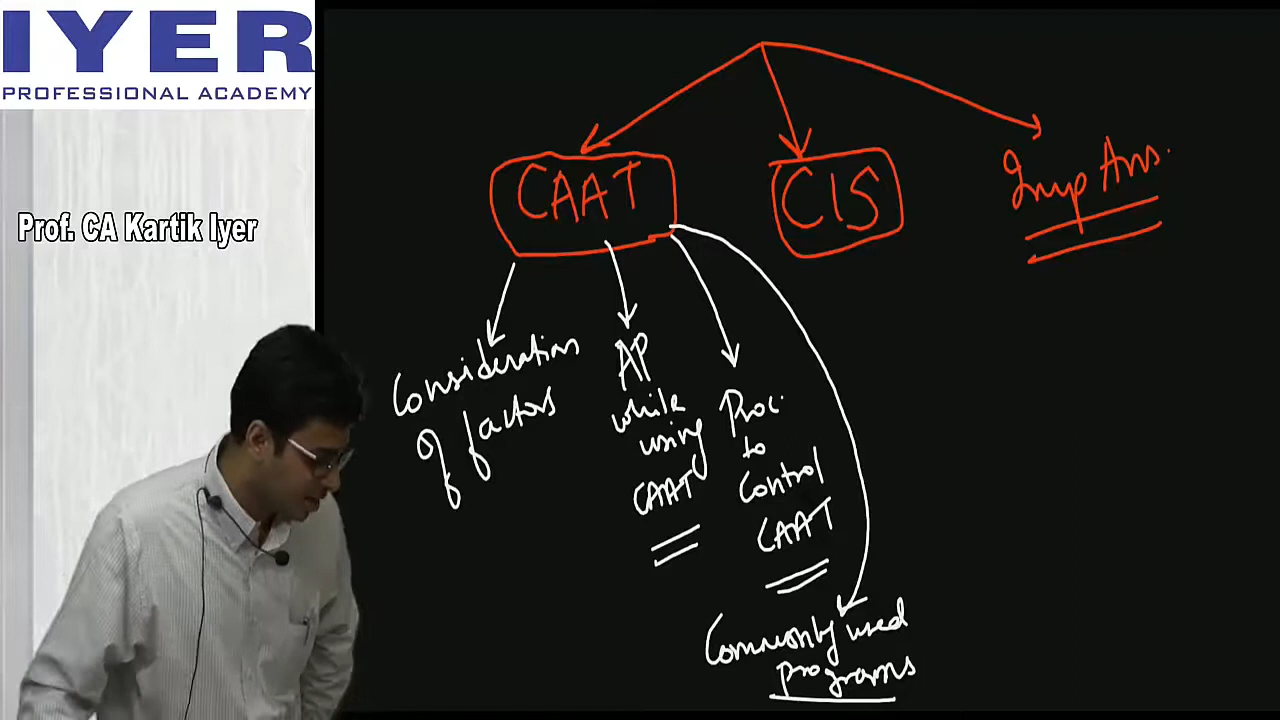 IYER
PROFESSIONAL ACADEMY
Prof. CA Kartik Iyer
CAAT
CIS
Imp Ans.
Consideration
of factors
AP
while
using
CAAT
Proc.
to
Control
CAAT
Commonly used
programs